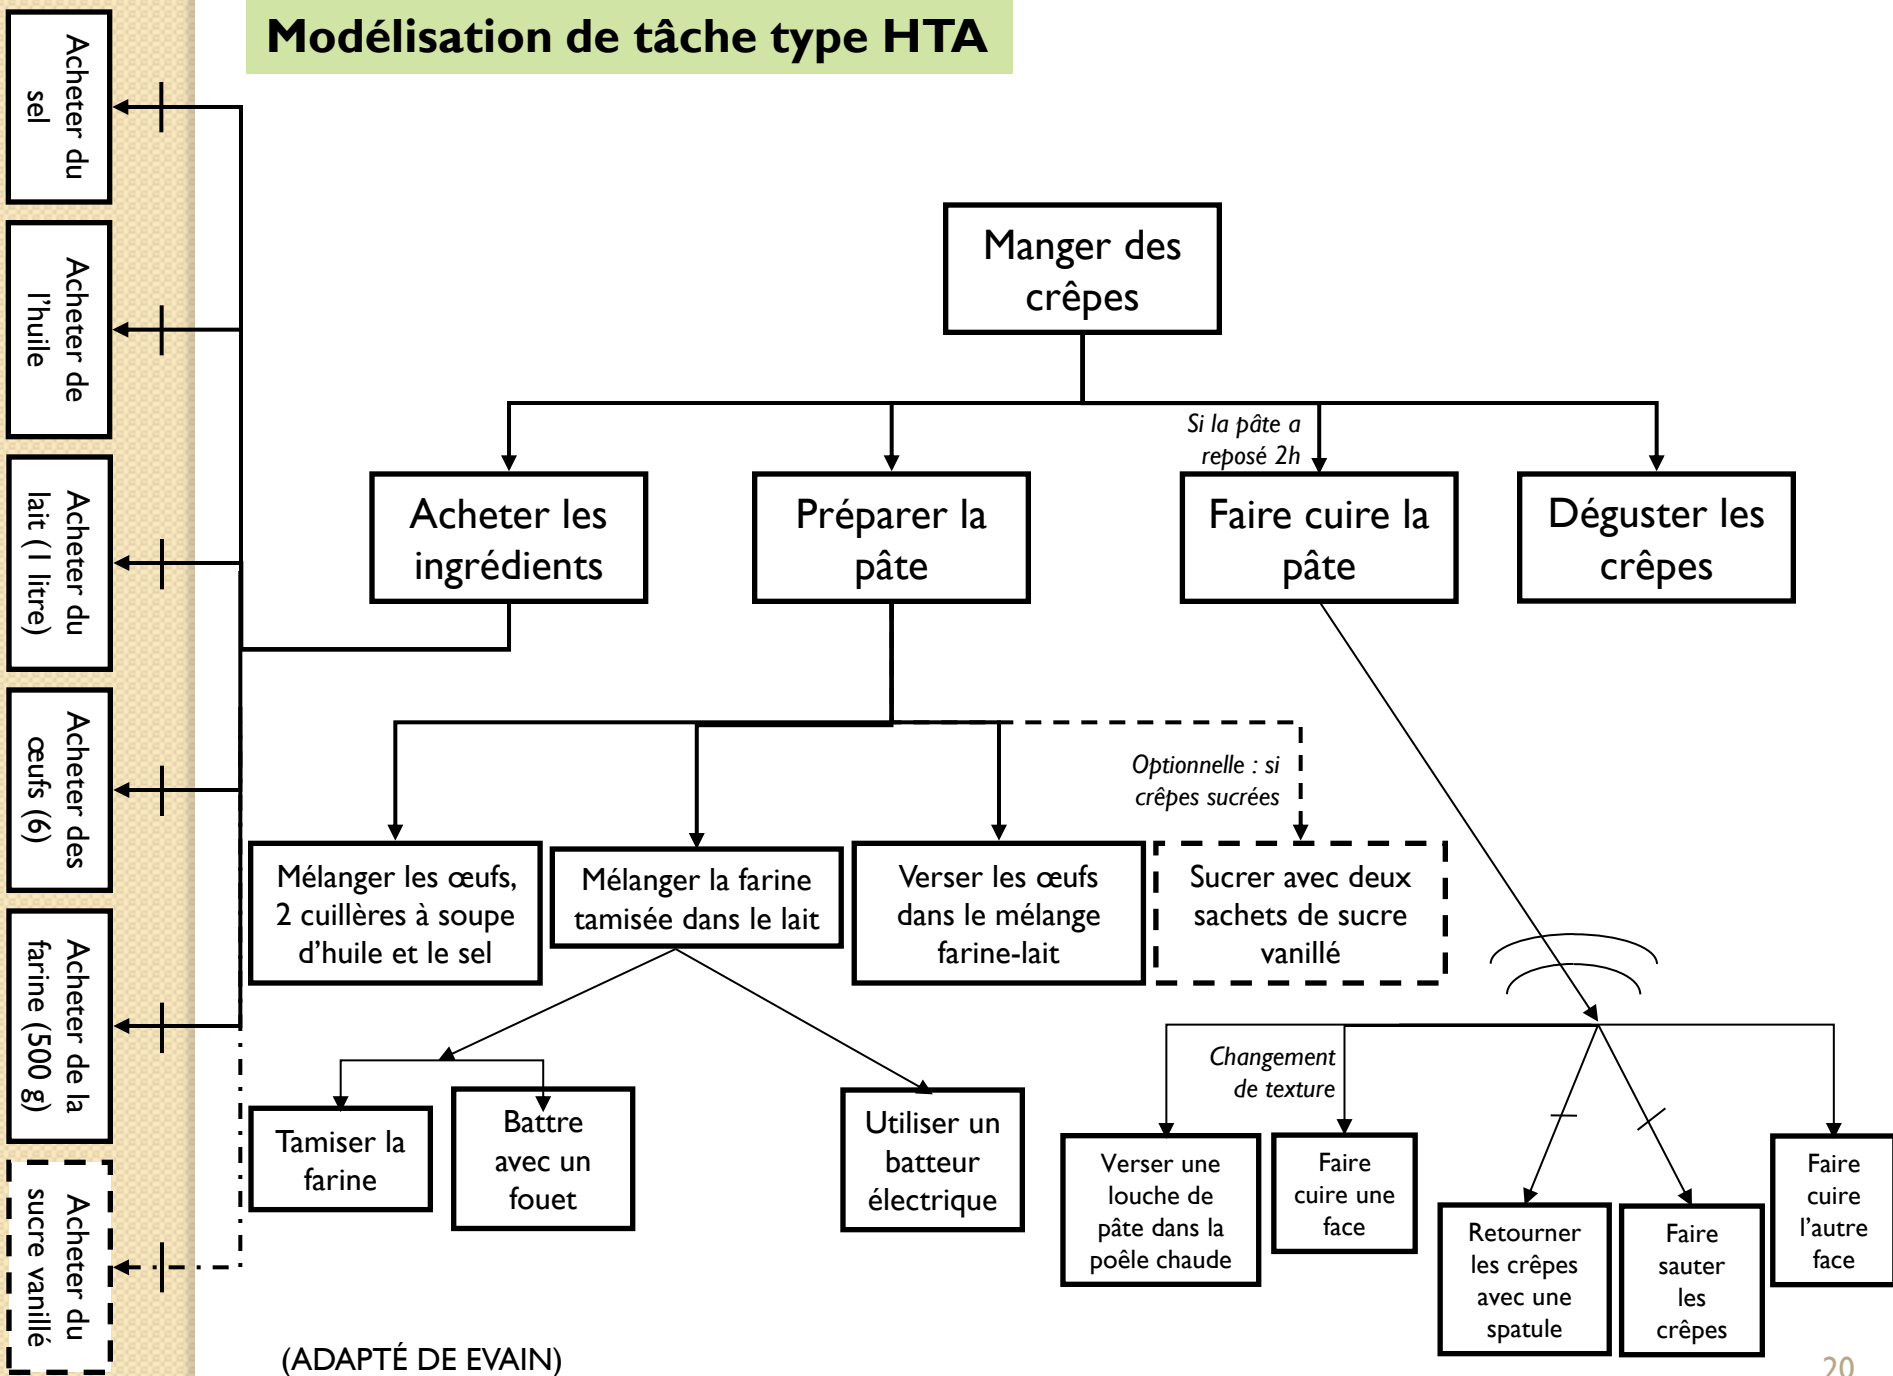 Modélisation de tâche type HTA
Acheter du
sel
Acheter de
l'huile
Acheter du
lait (1 litre)
Acheter des
œufs (6)
Acheter de la
farine (500 g)
Acheter du
sucre vanillé
Manger des
crêpes
Si la pâte a
reposé 2h
Acheter les
ingrédients
Préparer la
pâte
Faire cuire la
pâte
Déguster les
crêpes
Optionnelle : si
crêpes sucrées
Mélanger les œufs,
2 cuillères à soupe
d'huile et le sel
Mélanger la farine
tamisée dans le lait
Verser les œufs
dans le mélange
farine-lait
Sucrer avec deux
sachets de sucre
vanillé
Tamiser la
farine
Battre
avec un
fouet
Utiliser un
batteur
électrique
Changement
de texture
Verser une
louche de
pâte dans la
poêle chaude
Faire
cuire une
face
Retourner
les crêpes
avec une
spatule
Faire
sauter
les
crêpes
Faire
cuire
l'autre
face
(ADAPTÉ DE EVAIN)
20